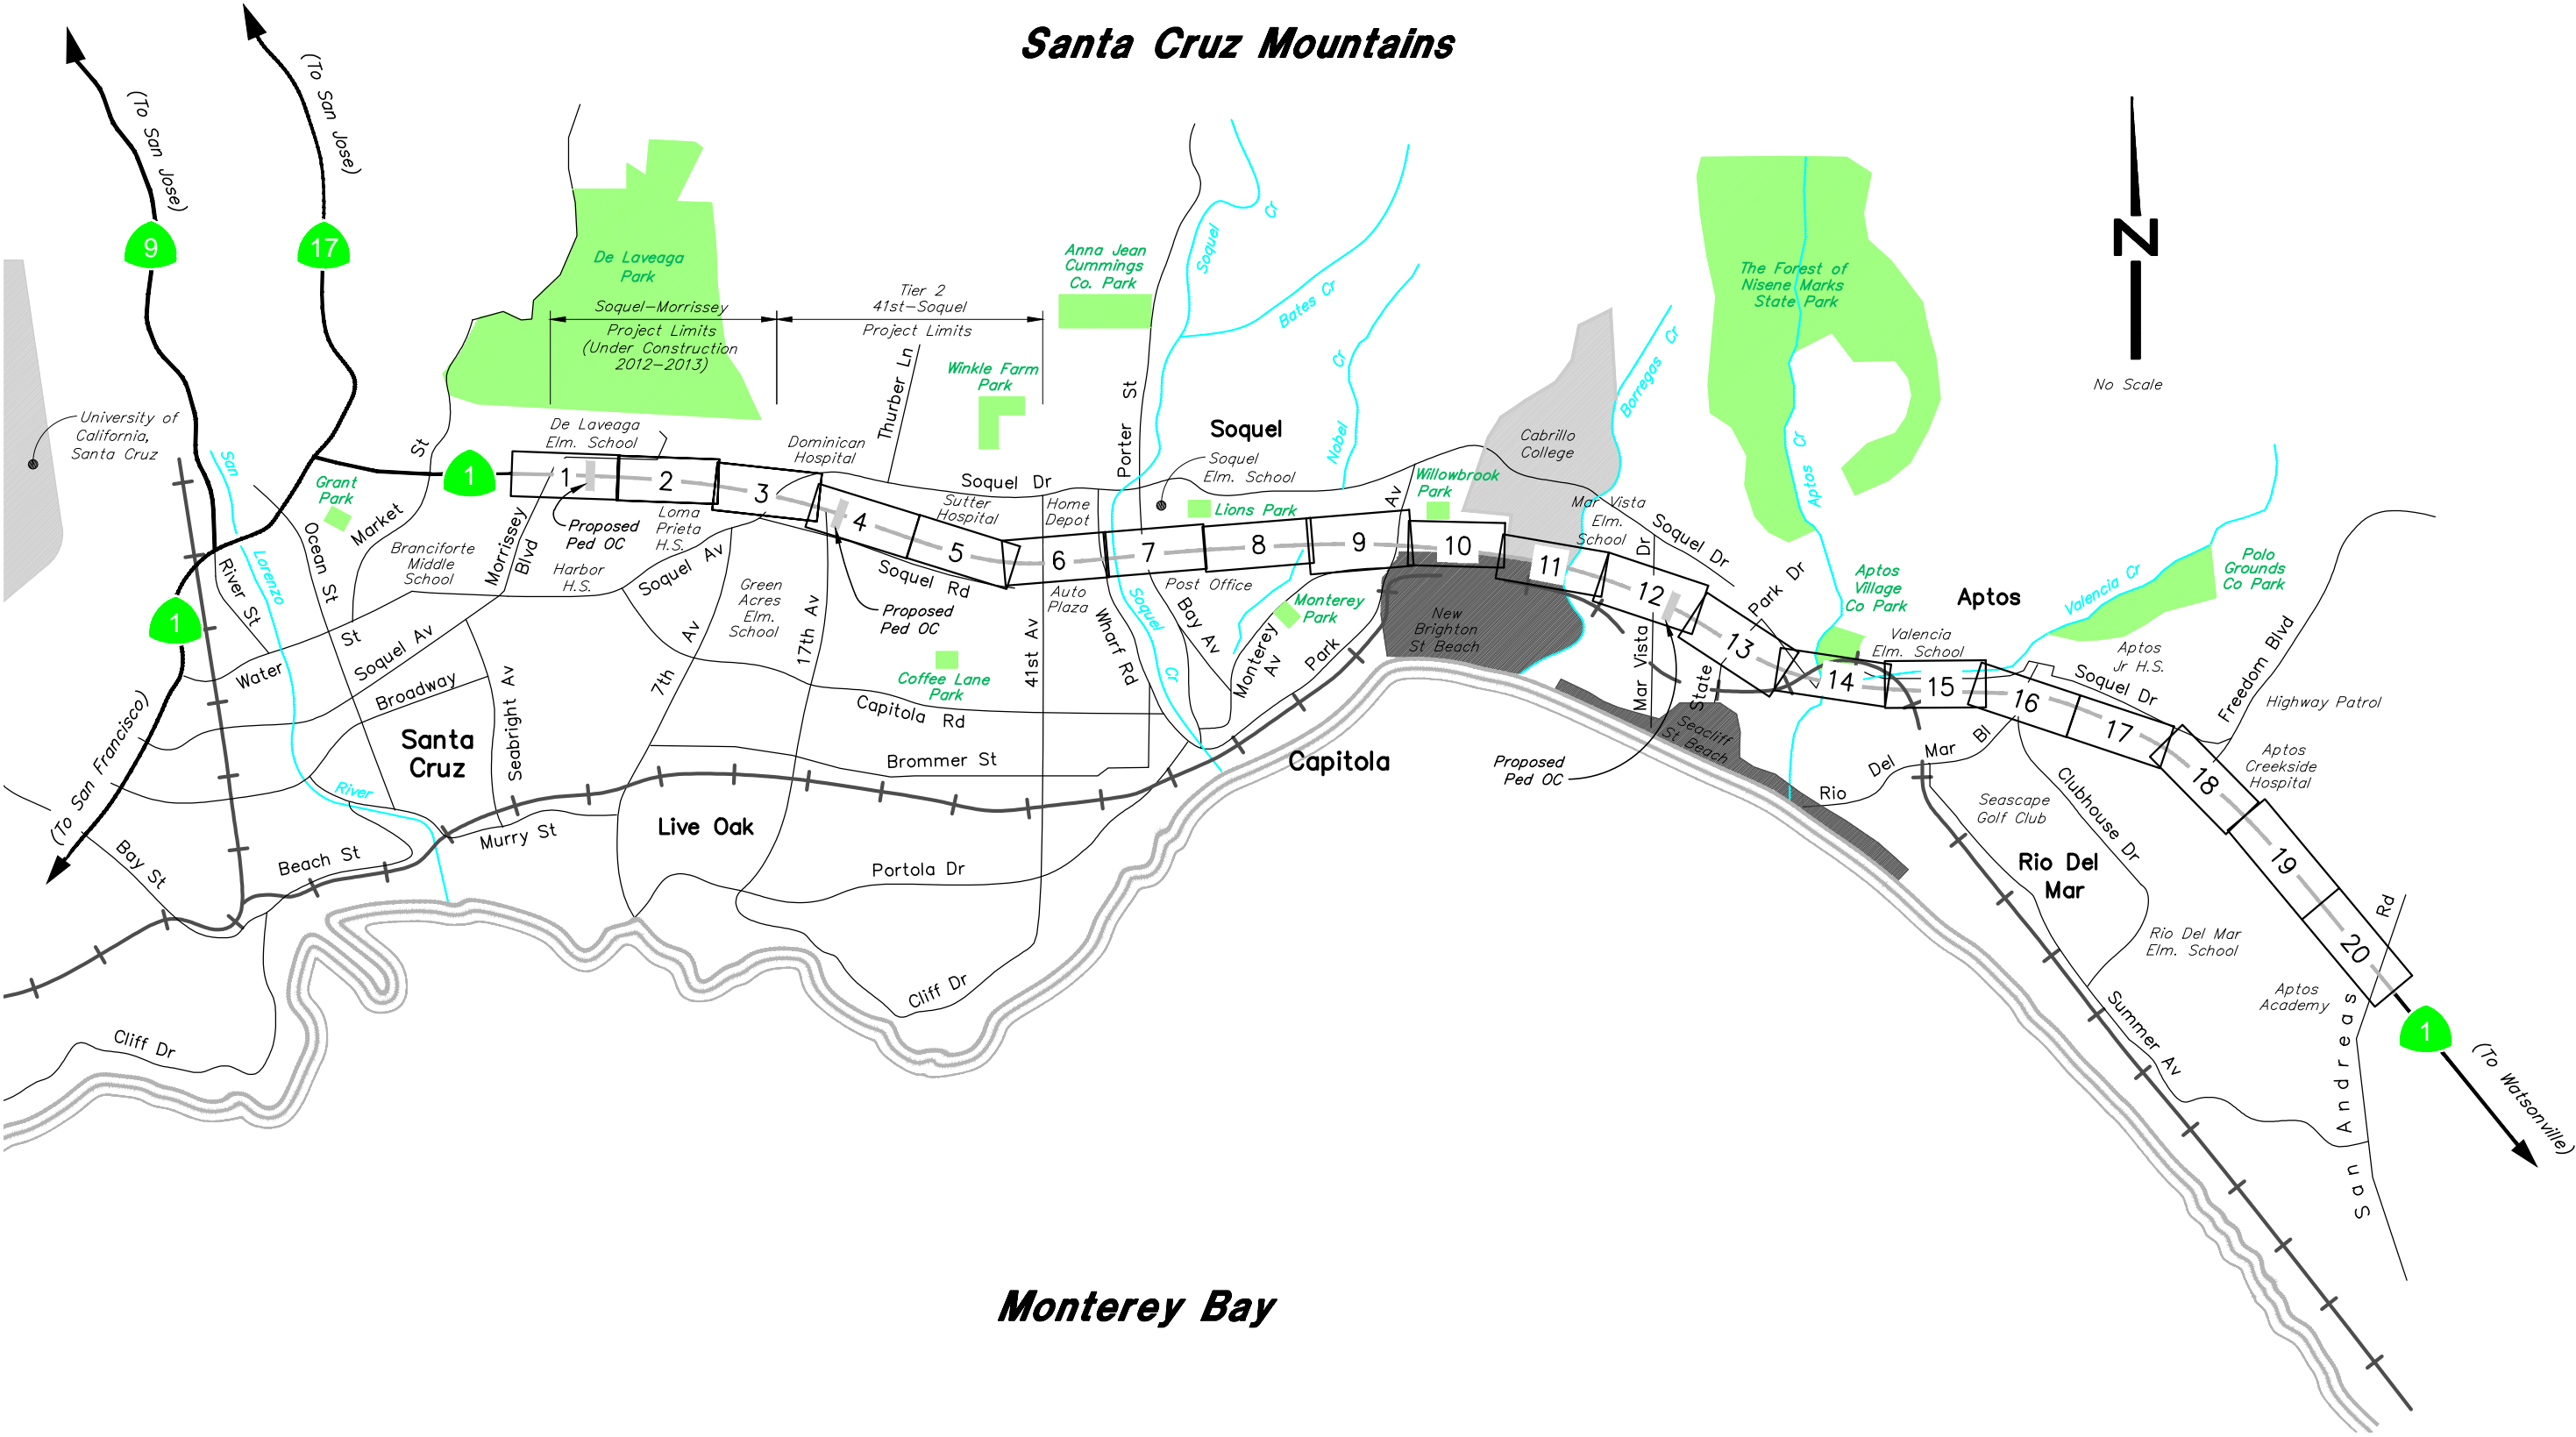 Santa Cruz Mountains
(To San Jose)
(To San Jose)
9
17
De Laveaga
Park
Soquel-Morrissey
Project Limits
(Under Construction
2012-2013)
Tier 2
41st-Soquel
Project Limits
Thurber Ln
Winkle Farm
Park
Anna Jean
Cummings
Co. Park
Porter St
Soquel Cr
Bates Cr
Nobel Cr
Borregas Cr
The Forest of
Nisene Marks
State Park
Aptos Cr
N
No Scale
University of
California,
Santa Cruz
San Lorenzo River
Grant
Park
Market St
1
De Laveaga
Elm. School
Dominican
Hospital
Soquel Dr
Sutter
Hospital
Home
Depot
Soquel
Soquel
Elm. School
Lions Park
Willowbrook
Park
Cabrillo
College
Mar Vista
Elm.
School
Soquel Dr
Park Dr
1
2
3
4
5
6
7
8
9
10
11
12
13
14
15
16
17
18
19
20
Proposed
Ped OC
Loma
Prieta
H.S.
Harbor
H.S.
Branciforte
Middle
School
Morrissey
Blvd
Ocean St
River St
Water St
Soquel Av
Soquel Av
Broadway
Seabright Av
Santa
Cruz
1
(To San Francisco)
Bay St
Beach St
Murry St
Cliff Dr
Green
Acres
Elm.
School
7th Av
17th Av
Soquel Rd
Proposed
Ped OC
Coffee Lane
Park
Capitola Rd
Brommer St
Live Oak
Portola Dr
Cliff Dr
41st Av
Auto
Plaza
Wharf Rd
Soquel Cr
Post Office
Bay Av
Monterey
Av
Monterey
Park
Park Av
New
Brighton
St Beach
Capitola
Mar Vista Dr
State
Seacliff
St Beach
Proposed
Ped OC
Aptos
Village
Co Park
Aptos
Valencia
Elm. School
Valencia Cr
Polo
Grounds
Co Park
Aptos
Jr H.S.
Soquel Dr
Freedom Blvd
Highway Patrol
Aptos
Creekside
Hospital
Rio Del Mar Bl
Clubhouse Dr
Seascape
Golf Club
Rio Del
Mar
Rio Del Mar
Elm. School
Aptos
Academy
Summer Av
San Andreas Rd
1
(To Watsonville)
Monterey Bay